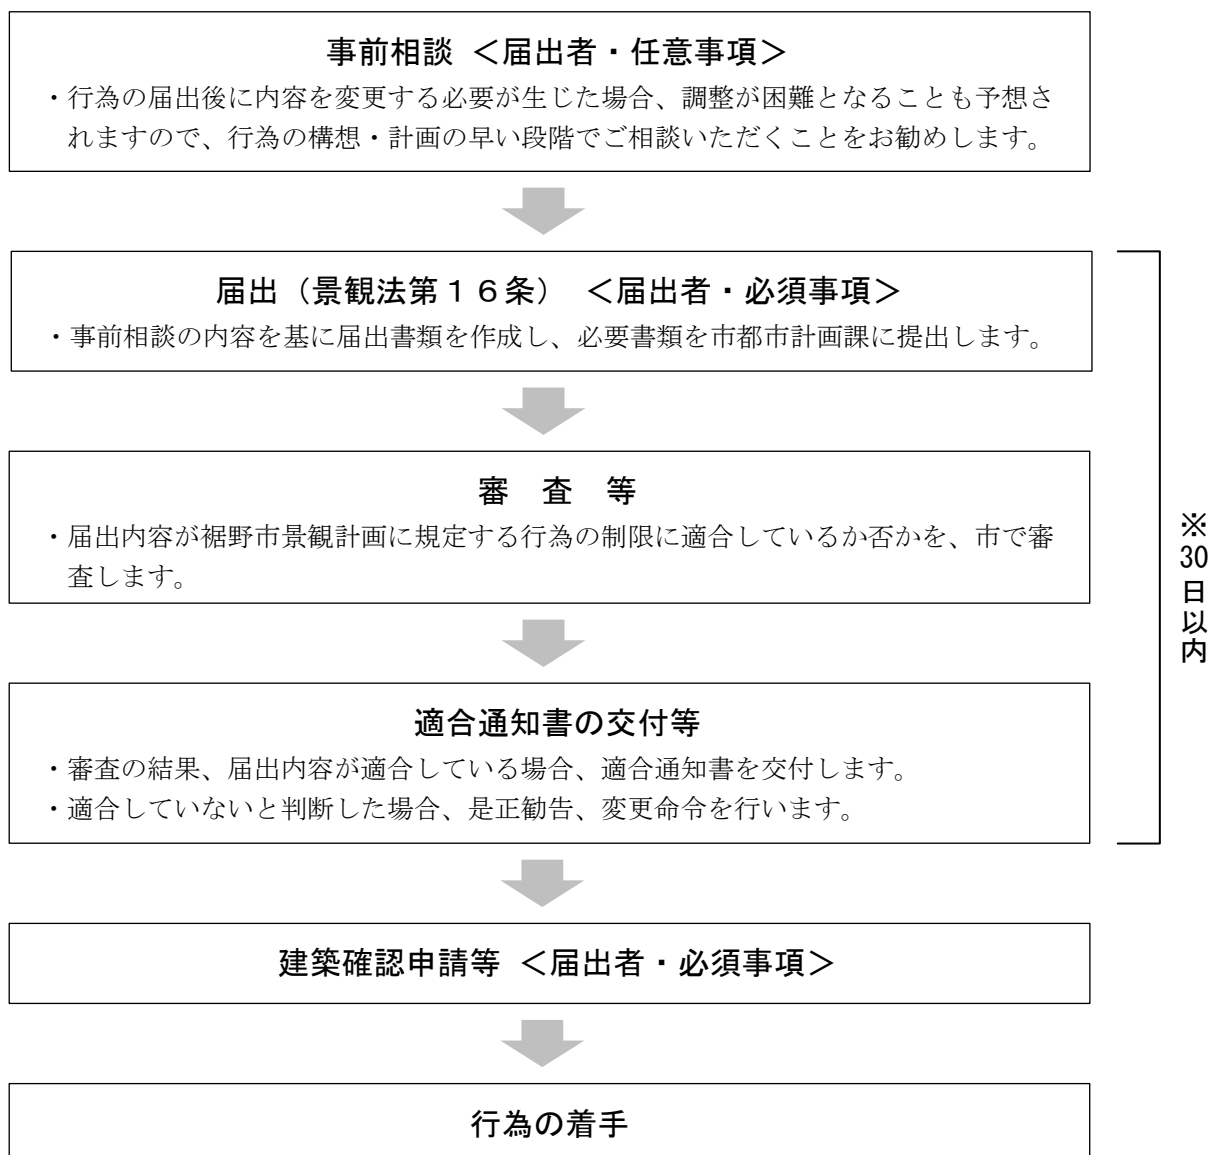 事前相談 ＜届出者・任意事項＞
・行為の届出後に内容を変更する必要が生じた場合、調整が困難となることも予想さ
れますので、行為の構想・計画の早い段階でご相談いただくことをお勧めします。
届出（景観法第１６条） ＜届出者・必須事項＞
・事前相談の内容を基に届出書類を作成し、必要書類を市都市計画課に提出します。
審　査　等
・届出内容が裾野市景観計画に規定する行為の制限に適合しているか否かを、市で審
査します。
適合通知書の交付等
・審査の結果、届出内容が適合している場合、適合通知書を交付します。
・適合していないと判断した場合、是正勧告、変更命令を行います。
※30日以内
建築確認申請等 ＜届出者・必須事項＞
行為の着手